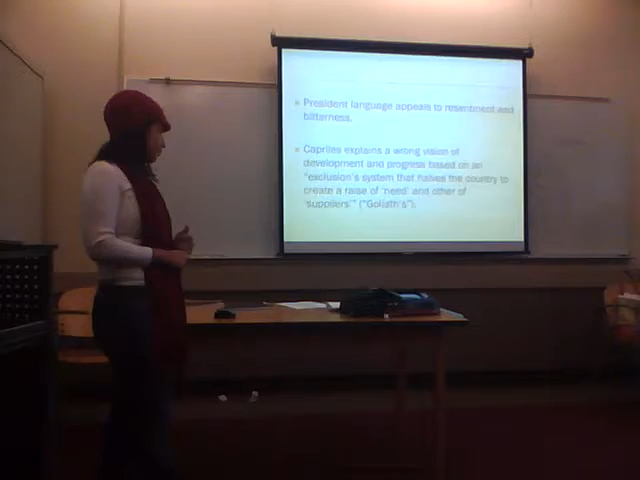 President language appeals to resentment and
bitterness.
Capriles explains a wrong vision of
development and progress based on an
"exclusion's system that halves the country to
create a raise of 'need' and other of
'suppliers'" ("Goliath's");